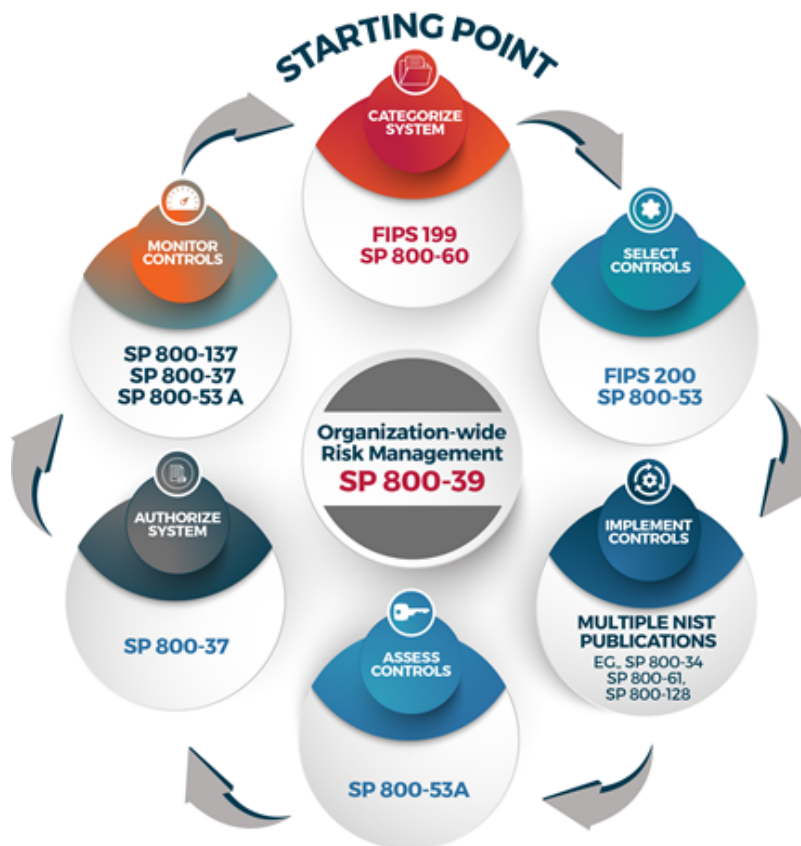 STARTING POINT
CATEGORIZE
SYSTEM
FIPS 199
SP 800-60
SELECT
CONTROLS
FIPS 200
SP 800-53
IMPLEMENT
CONTROLS
MULTIPLE NIST
PUBLICATIONS
EG., SP 800-34
SP 800-61,
SP 800-128
ASSESS
CONTROLS
SP 800-53A
AUTHORIZE
SYSTEM
SP 800-37
MONITOR
CONTROLS
SP 800-137
SP 800-37
SP 800-53 A
Organization-wide
Risk Management
SP 800-39